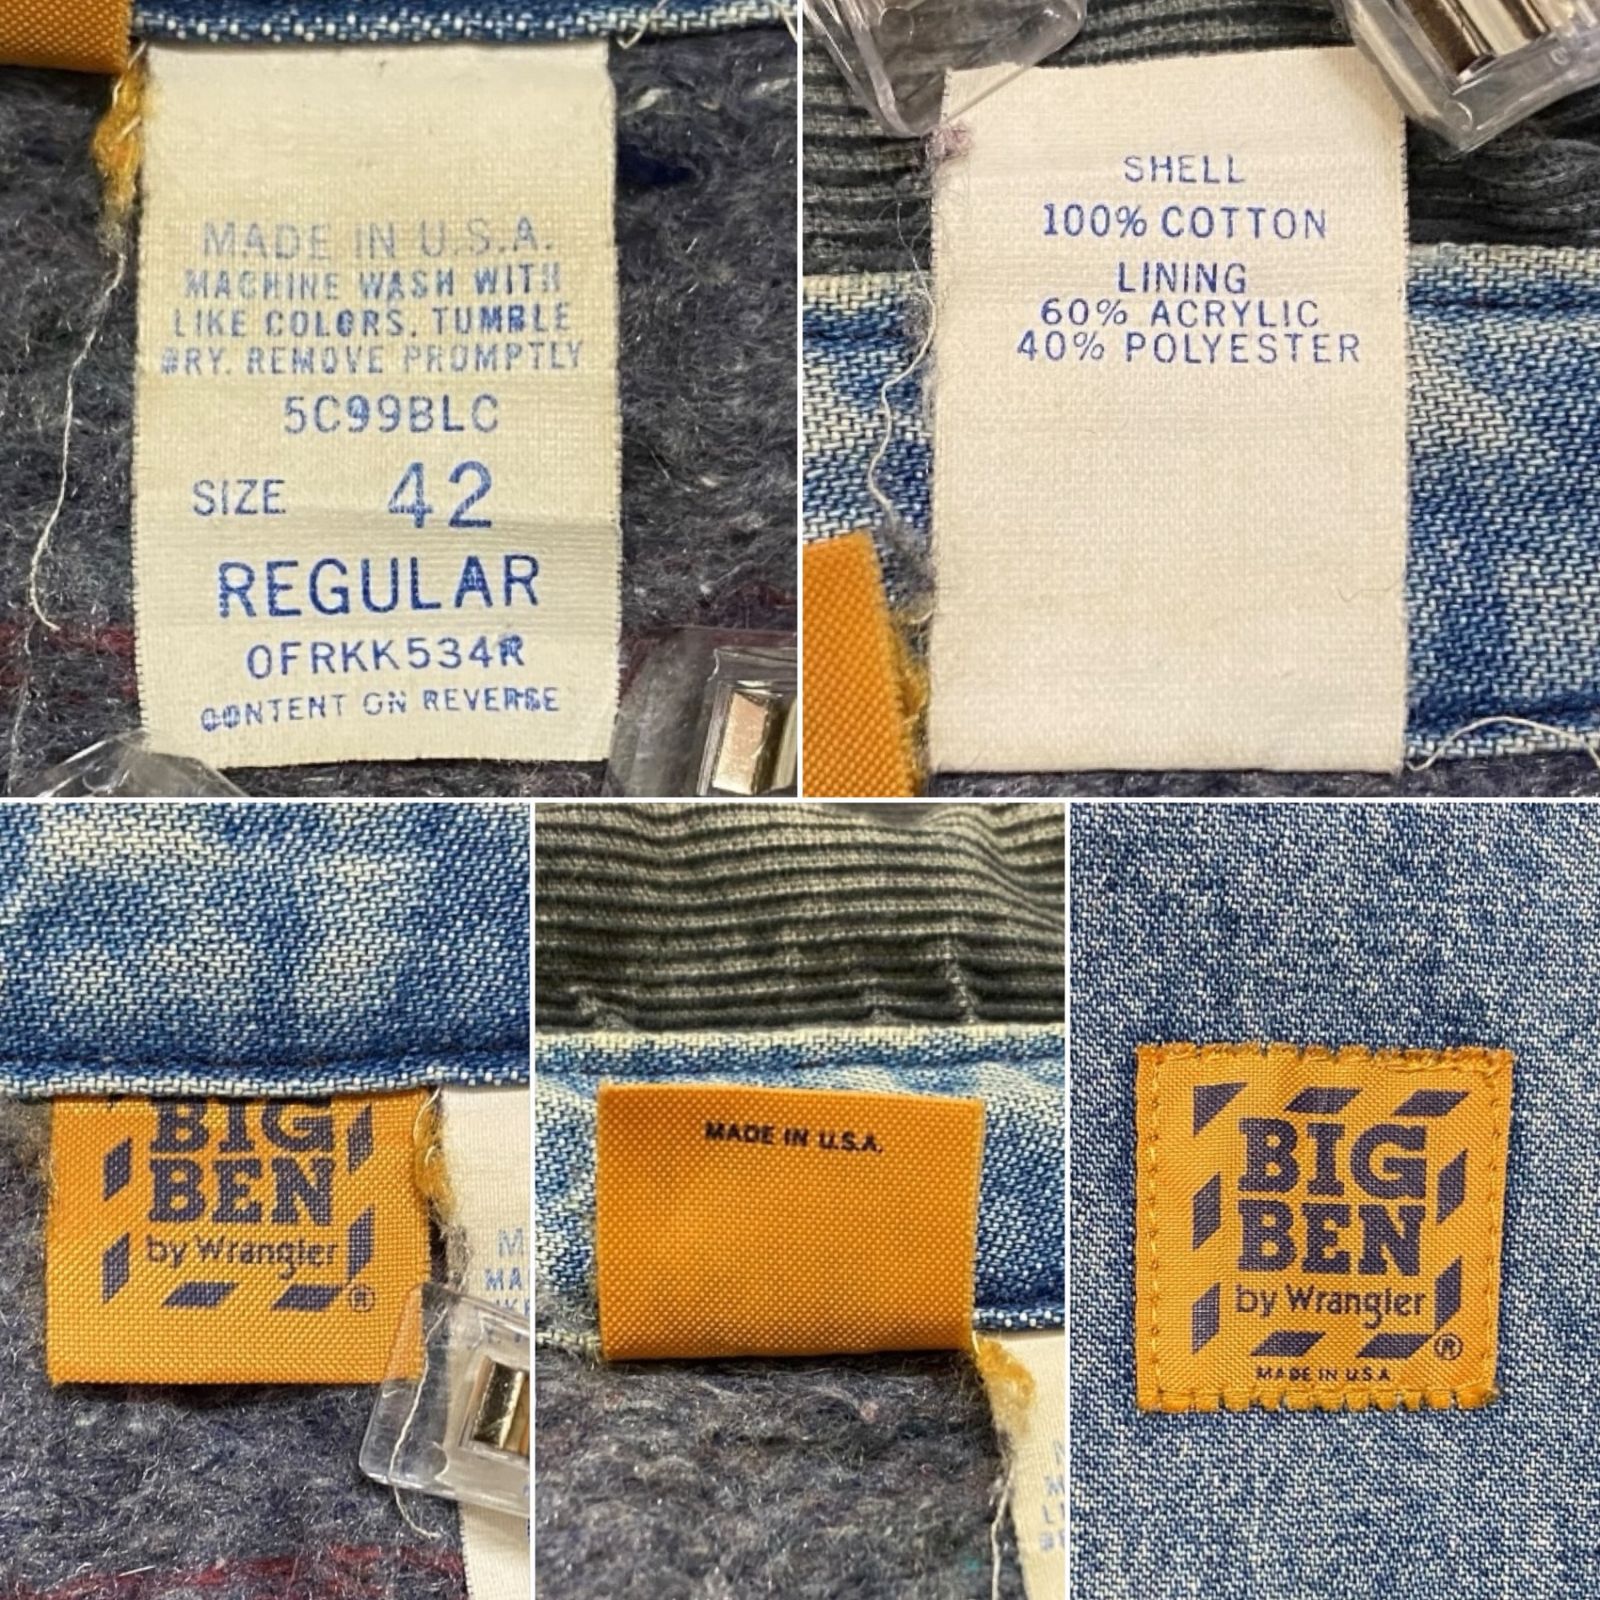 MADE IN U.S.A.
MACHINE WASH WITH
LIKE COLORS. TUMBLE
DRY. REMOVE PROMPTLY
5C99BLC
SIZE 42
REGULAR
OFRKK534R
CONTENT ON REVERSE
SHELL
100% COTTON
LINING
60% ACRYLIC
40% POLYESTER
BIG
BEN
by Wrangler
®
MADE IN U.S.A.
BIG
BEN
by Wrangler
®
MADE IN U.S.A.